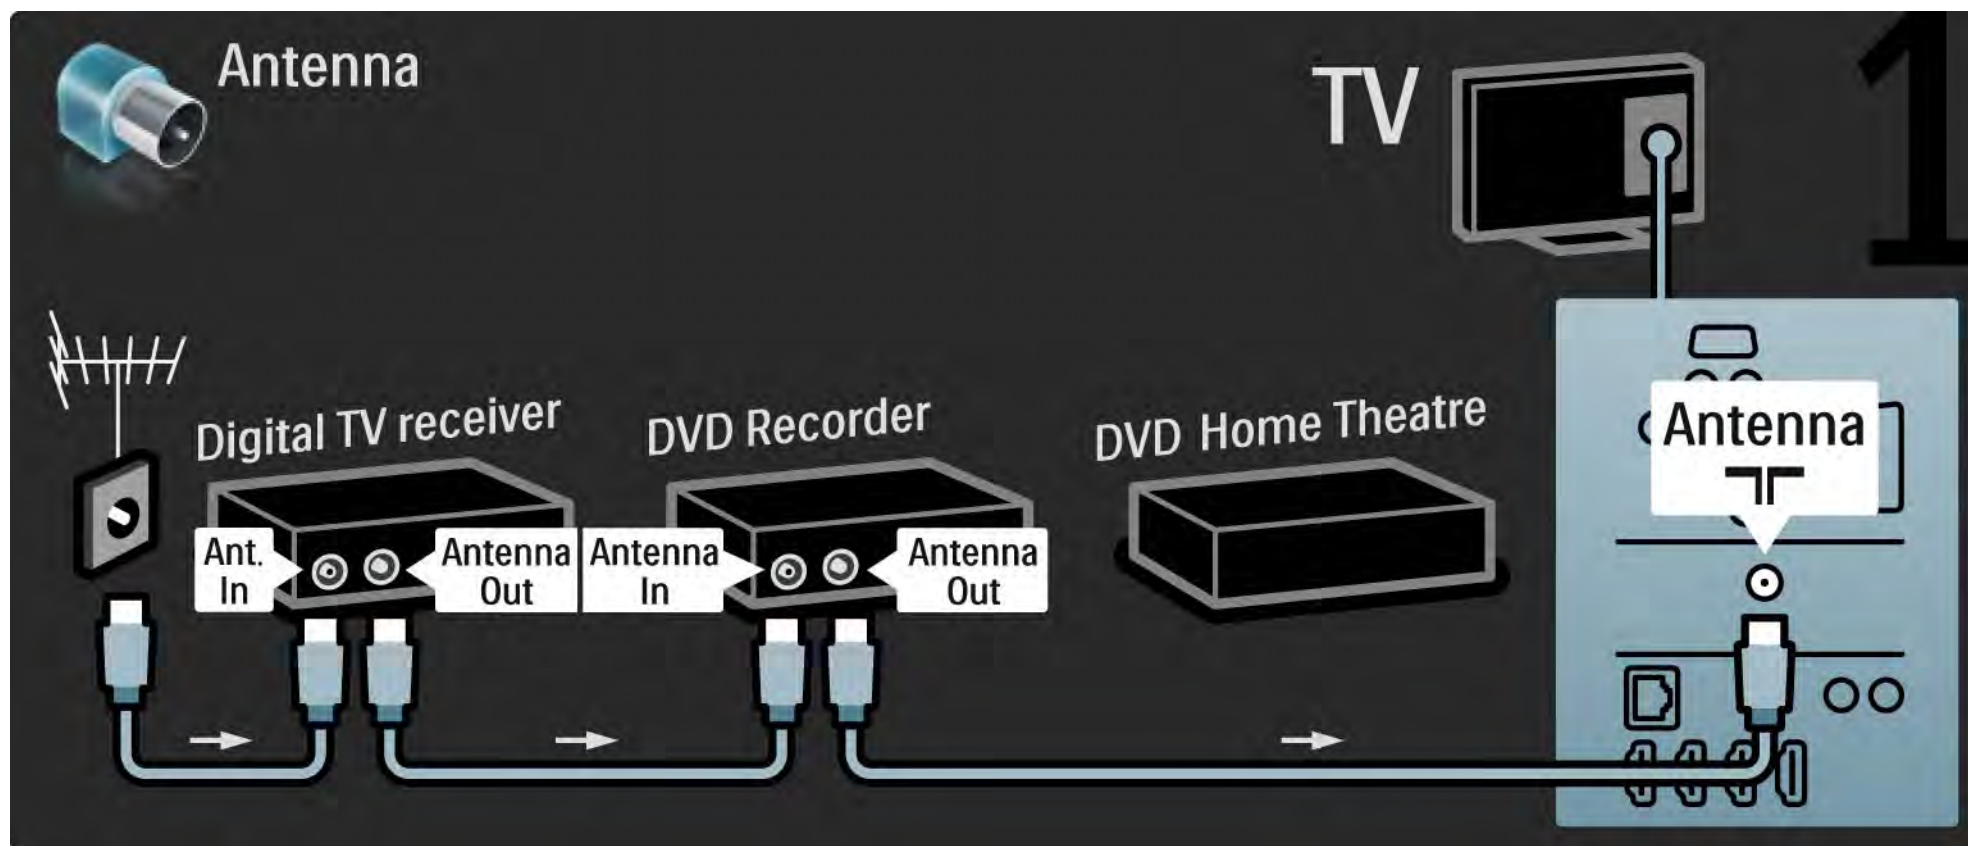 Antenna
TV
1
Digital TV receiver
DVD Recorder
DVD Home Theatre
Antenna
Ant.
In
Antenna
Out
Antenna
In
Antenna
Out